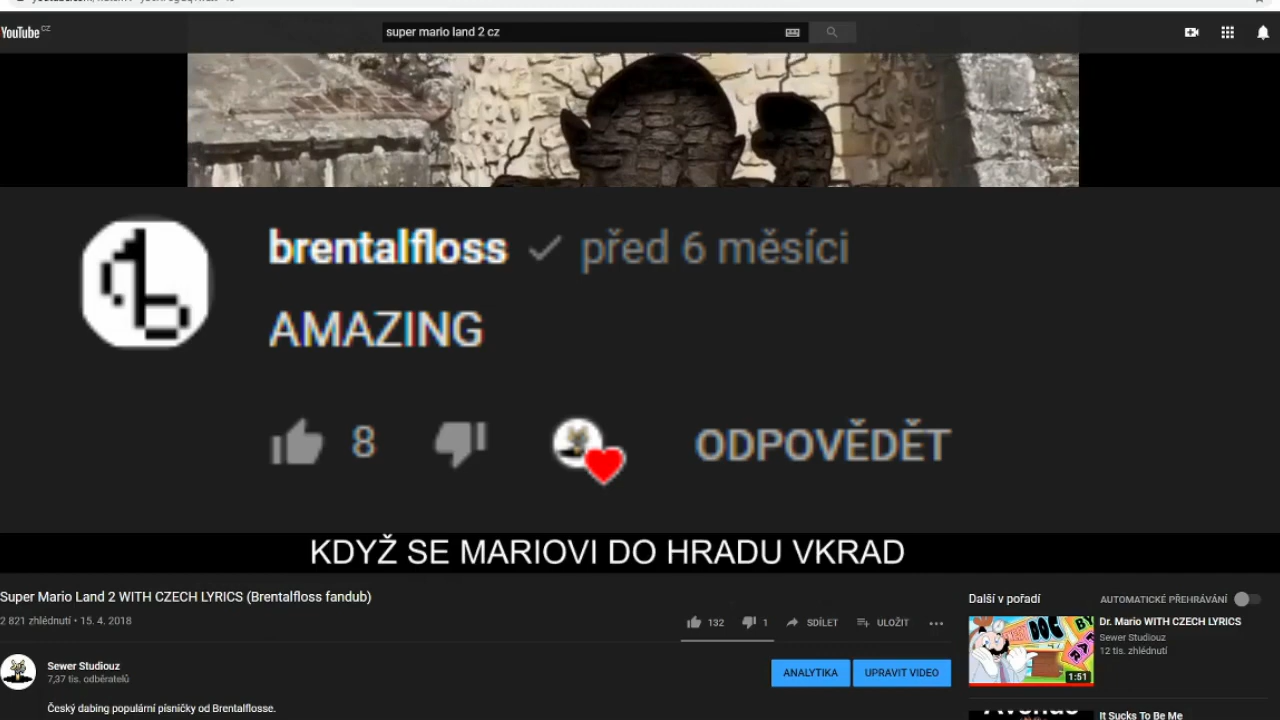 YouTube CZ
super mario land 2 cz
brentalfloss před 6 měsíci
AMAZING
8
ODPOVĚDĚT
KDYŽ SE MARIOVI DO HRADU VKRAD
Super Mario Land 2 WITH CZECH LYRICS (Brentalfloss fandub)
2 821 zhlédnutí • 15. 4. 2018
132 1 SDÍLET ULOŽIT
Sewer Studiouz
7,37 tis. odběratelů
ANALYTIKA UPRAVIT VIDEO
Český dabing populární písničky od Brentalflosse.
Další v pořadí
AUTOMATICKÉ PŘEHRÁVÁNÍ
Dr. Mario WITH CZECH LYRICS
Sewer Studiouz
12 tis. zhlédnutí
1:51
It Sucks To Be Me